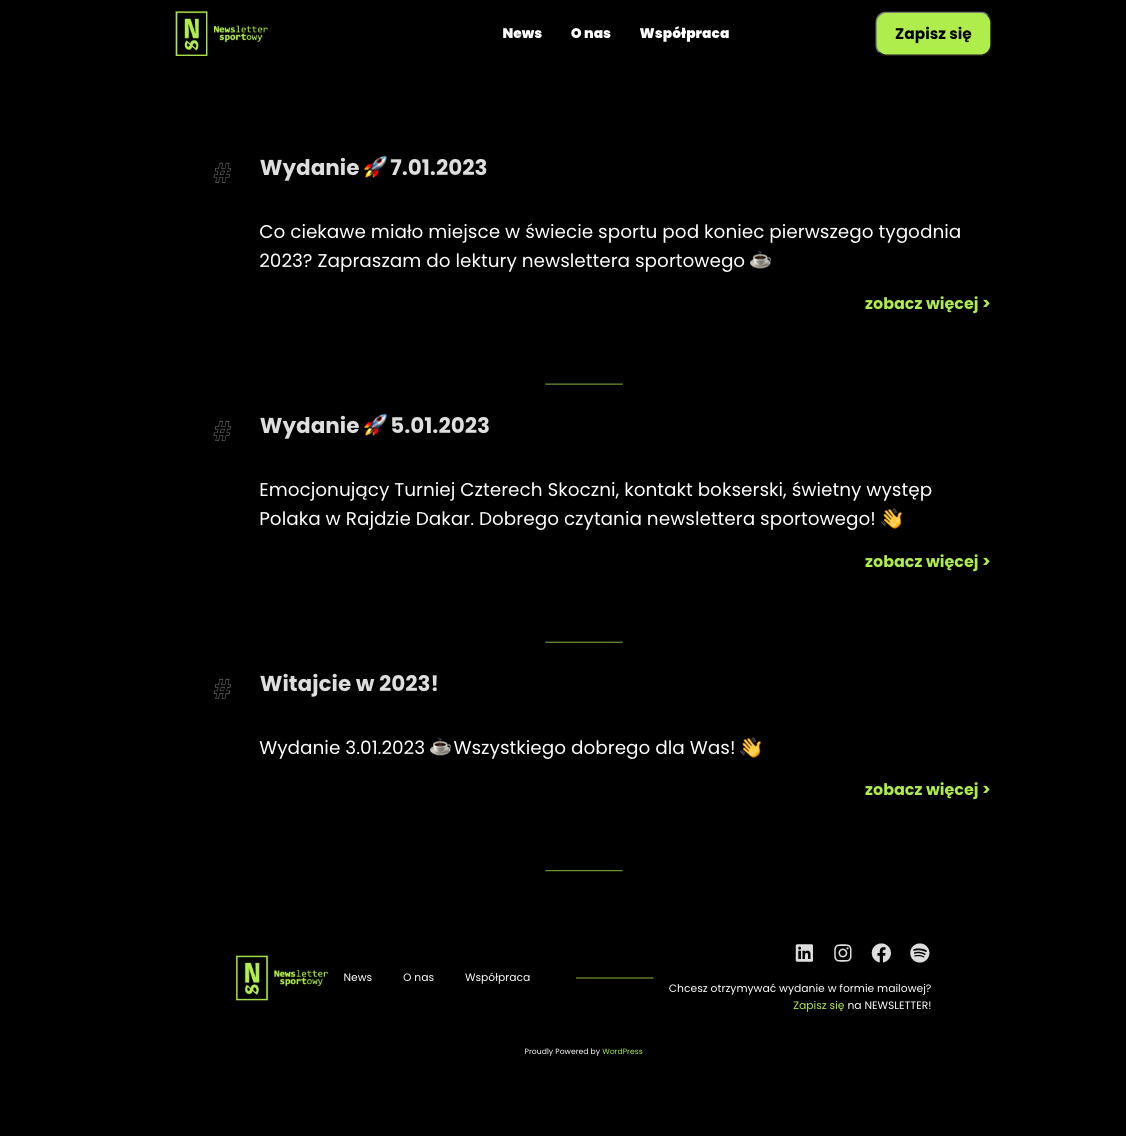 NS
Newsletter
sportowy
News
O nas
Współpraca
Zapisz się
#
Wydanie 🚀 7.01.2023
Co ciekawe miało miejsce w świecie sportu pod koniec pierwszego tygodnia
2023? Zapraszam do lektury newslettera sportowego ☕
zobacz więcej >
#
Wydanie 🚀 5.01.2023
Emocjonujący Turniej Czterech Skoczni, kontakt bokserski, świetny występ
Polaka w Rajdzie Dakar. Dobrego czytania newslettera sportowego! 👋
zobacz więcej >
#
Witajcie w 2023!
Wydanie 3.01.2023 ☕ Wszystkiego dobrego dla Was! 👋
zobacz więcej >
NS
Newsletter
sportowy
News
O nas
Współpraca
in
Chcesz otrzymywać wydanie w formie mailowej?
Zapisz się na NEWSLETTER!
Proudly Powered by WordPress